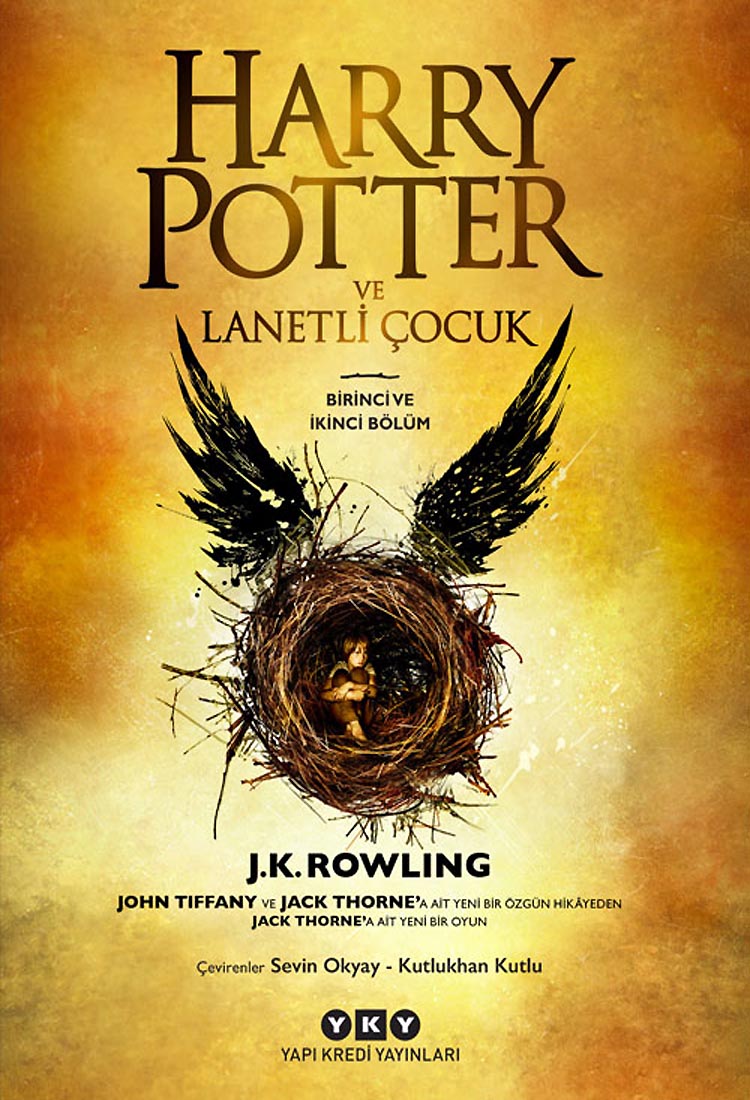 HARRY
POTTER
VE
LANETLİ ÇOCUK
BİRİNCİ VE
İKİNCİ BÖLÜM
J.K. ROWLING
JOHN TIFFANY VE JACK THORNE'A AİT YENİ BİR ÖZGÜN HİKÂYEDEN
JACK THORNE'A AİT YENİ BİR OYUN
Çevirenler Sevin Okyay - Kutlukhan Kutlu
YKY
YAPI KREDİ YAYINLARI